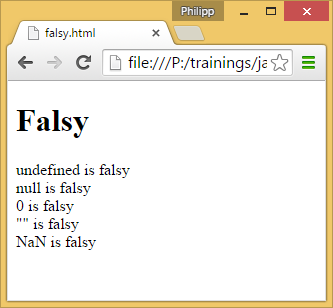 Philipp
falsy.html
file:///P:/trainings/ja
Falsy
undefined is falsy
null is falsy
0 is falsy
"" is falsy
NaN is falsy